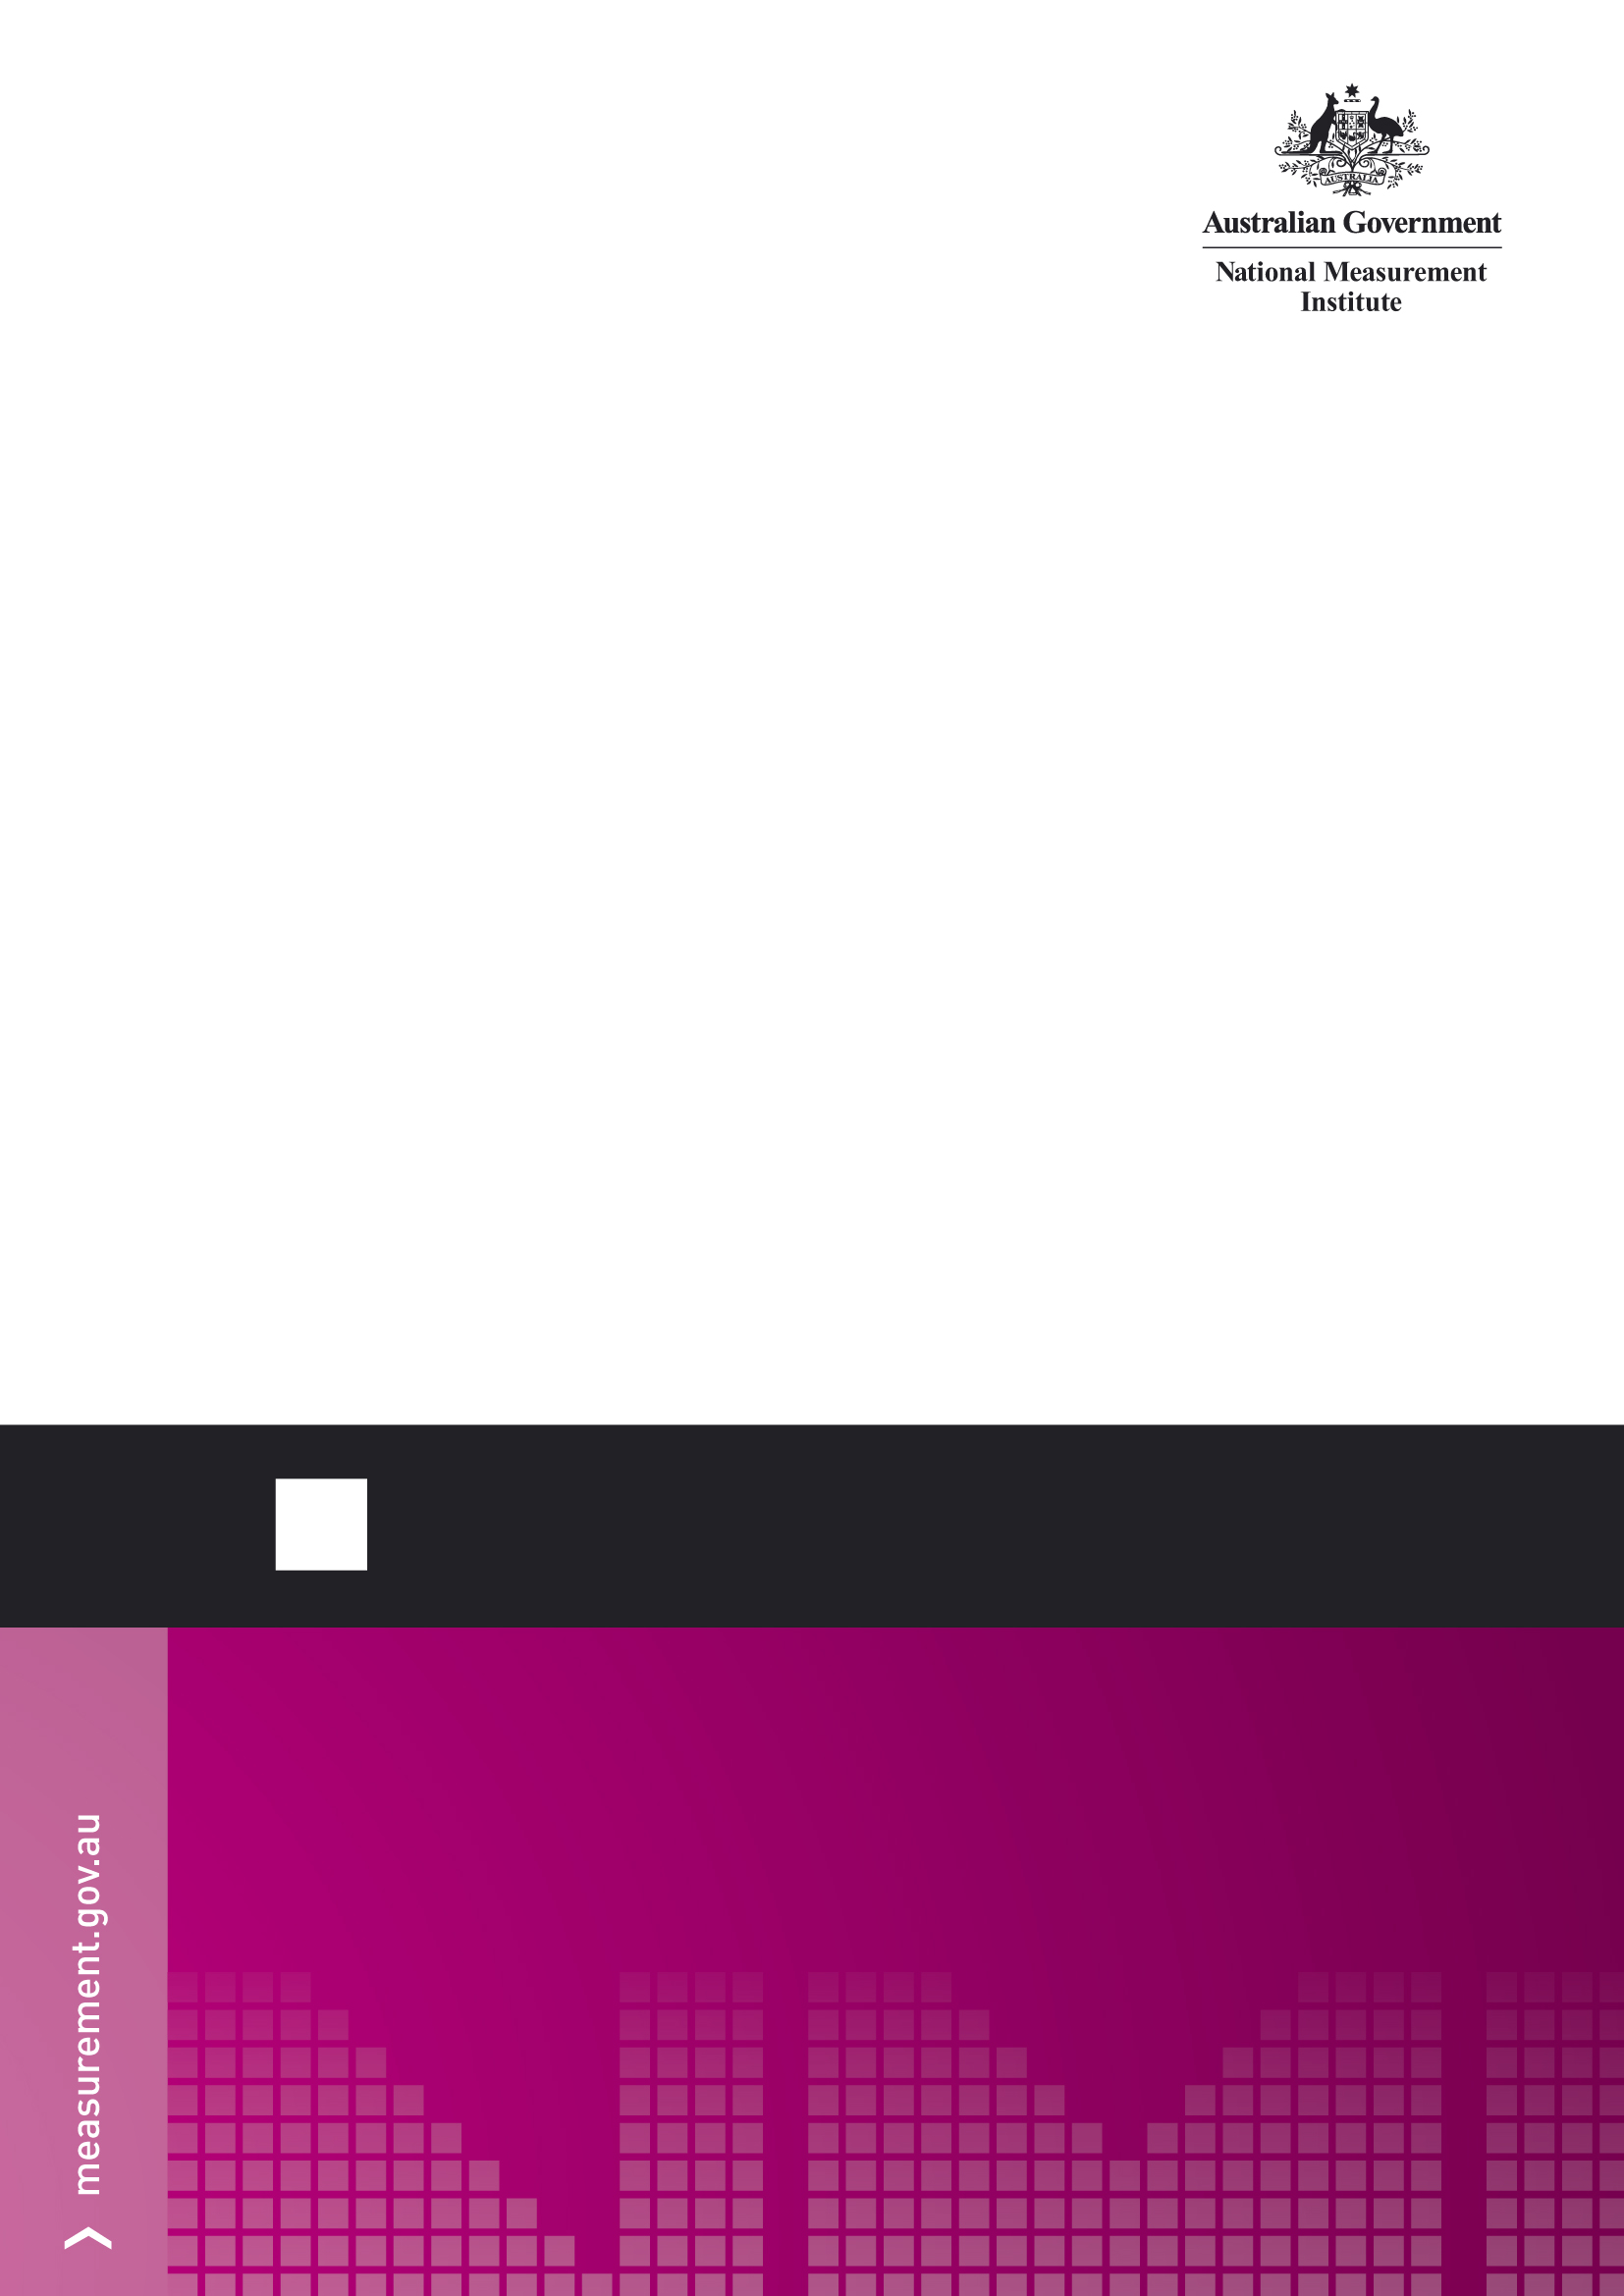 AUSTRALIA
Australian Government
National Measurement
Institute
measurement.gov.au